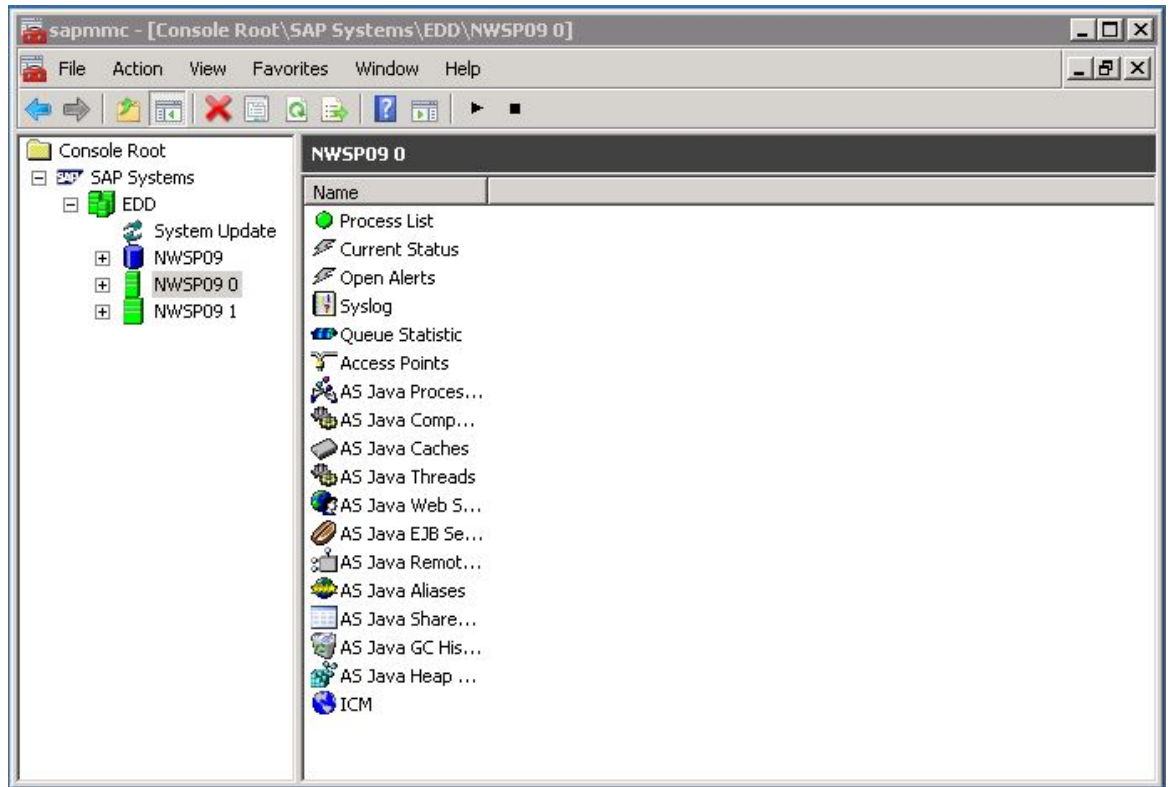 sapmmc - [Console Root\SAP Systems\EDD\NWSP09 0]
File Action View Favorites Window Help
Console Root
SAP SAP Systems
EDD
System Update
NWSP09
NWSP09 0
NWSP09 1
NWSP09 0
Name
Process List
Current Status
Open Alerts
Syslog
Queue Statistic
Access Points
AS Java Proces...
AS Java Comp...
AS Java Caches
AS Java Threads
AS Java Web S...
AS Java EJB Se...
AS Java Remot...
AS Java Aliases
AS Java Share...
AS Java GC His...
AS Java Heap ...
ICM